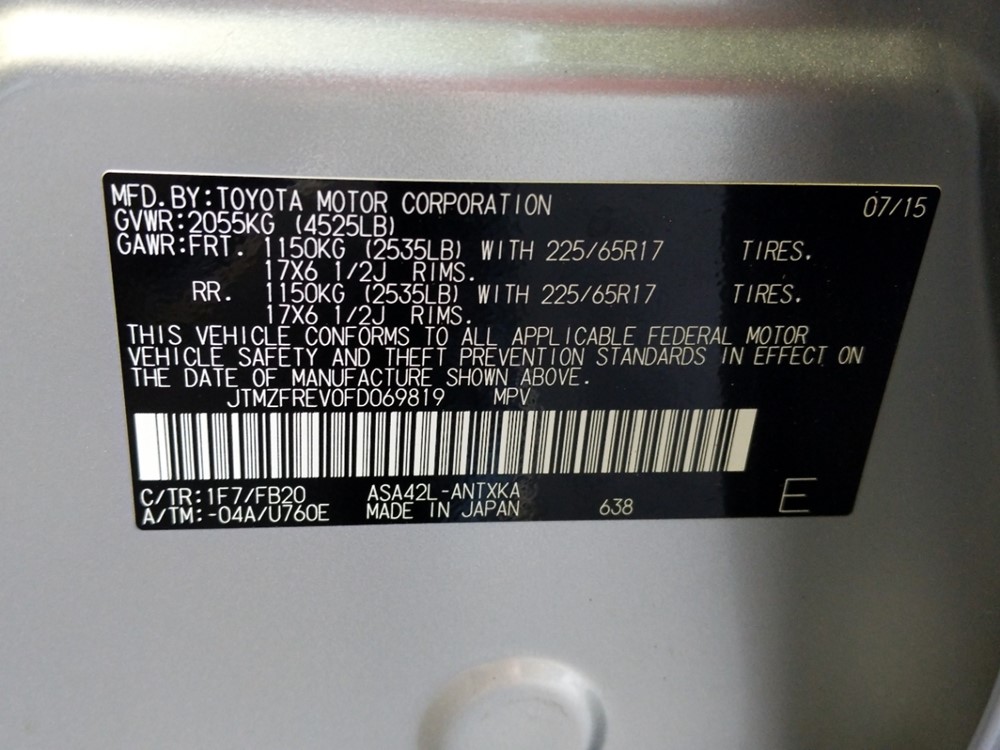 MFD.BY:TOYOTA MOTOR CORPORATION 07/15
GVWR:2055KG (4525LB)
GAWR:FRT. 1150KG (2535LB) WITH 225/65R17 TIRES.
17X6 1/2J RIMS.
RR. 1150KG (2535LB) WITH 225/65R17 TIRES.
17X6 1/2J RIMS.
THIS VEHICLE CONFORMS TO ALL APPLICABLE FEDERAL MOTOR
VEHICLE SAFETY AND THEFT PREVENTION STANDARDS IN EFFECT ON
THE DATE OF MANUFACTURE SHOWN ABOVE.
JTMZFREV0FD069819 MPV
C/TR:1F7/FB20 ASA42L-ANTXKA
A/TM:-04A/U760E MADE IN JAPAN 638 E